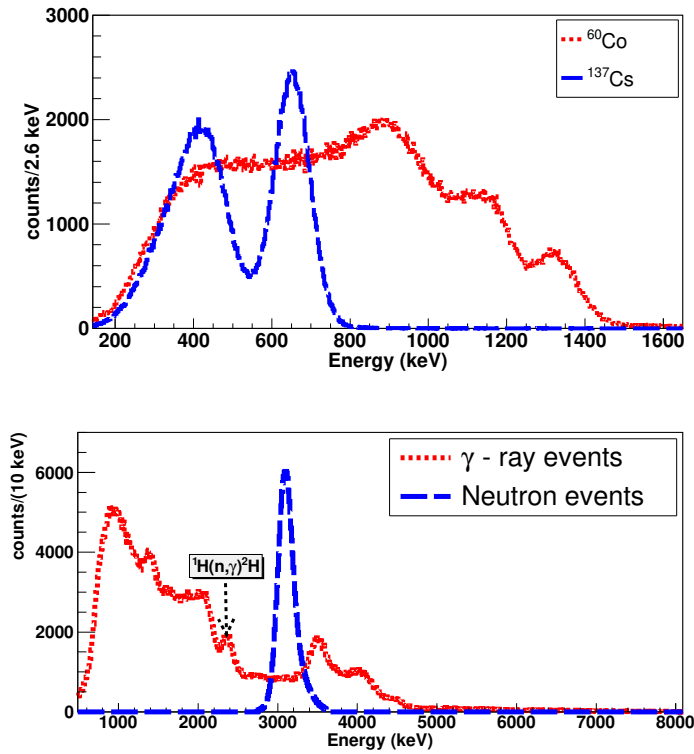 3000
2000
1000
0
counts/2.6 keV
⁶⁰Co
¹³⁷Cs
200 400 600 800 1000 1200 1400 1600
Energy (keV)
6000
4000
2000
0
counts/(10 keV)
γ - ray events
Neutron events
¹H(n,γ)²H
1000 2000 3000 4000 5000 6000 7000 8000
Energy (keV)